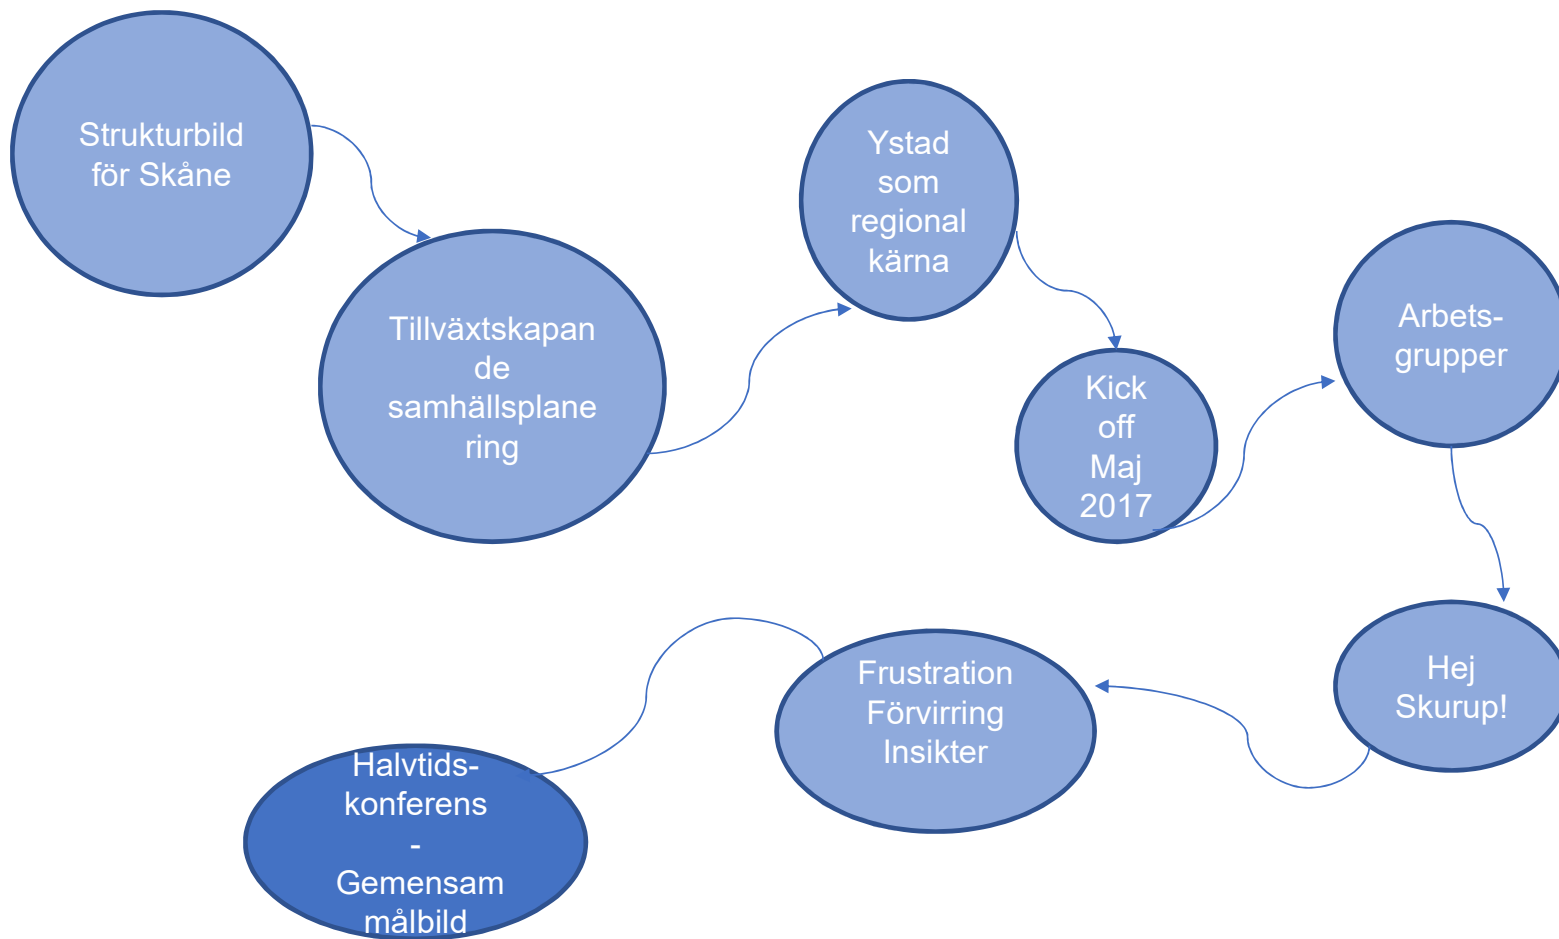 Strukturbild
för Skåne
Tillväxtskapan
de
samhällsplane
ring
Ystad
som
regional
kärna
Kick
off
Maj
2017
Arbets-
grupper
Hej
Skurup!
Frustration
Förvirring
Insikter
Halvtids-
konferens
-
Gemensam
målbild